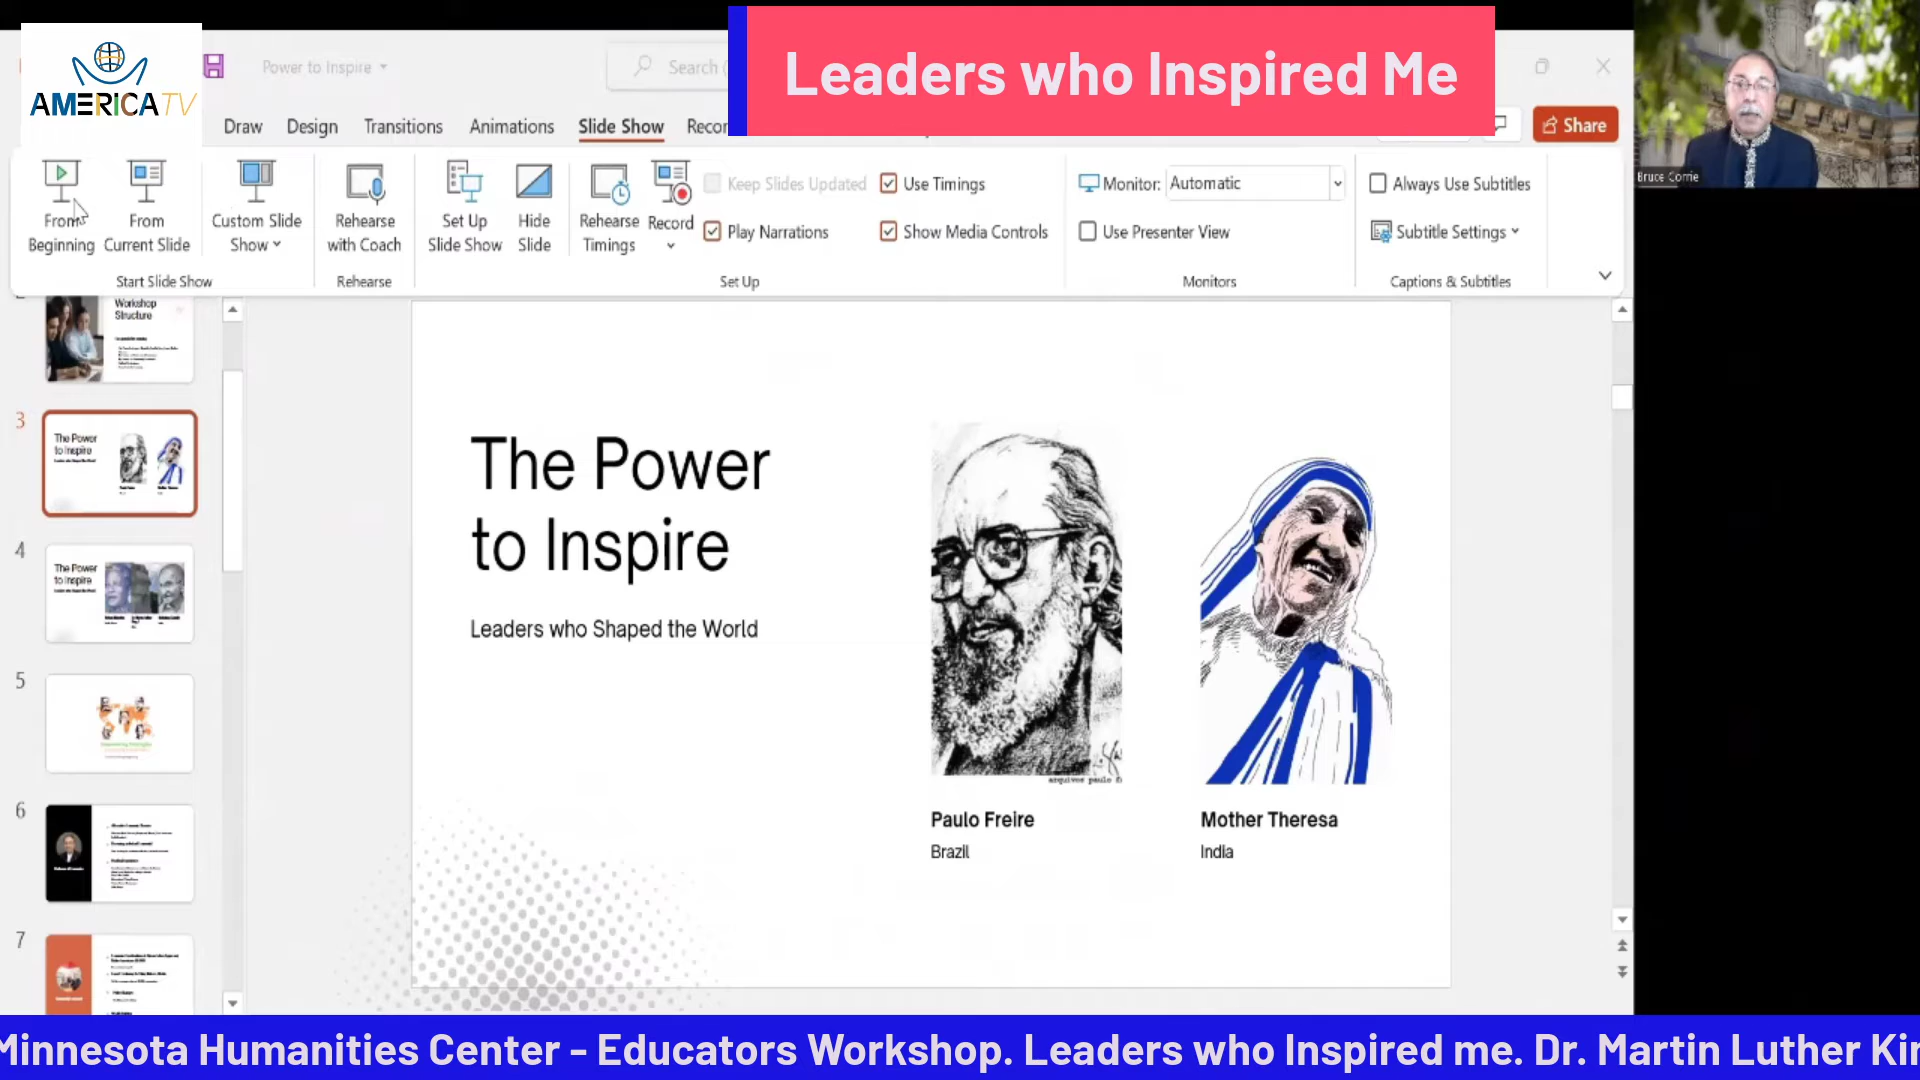 AMERICA TV
Power to Inspire
Search
Leaders who Inspired Me
Draw
Design
Transitions
Animations
Slide Show
Share
Bruce Corrie
From
Beginning
From
Current Slide
Custom Slide
Show
Start Slide Show
Rehearse
with Coach
Rehearse
Set Up
Slide Show
Hide
Slide
Rehearse
Timings
Record
Keep Slides Updated
Play Narrations
Use Timings
Show Media Controls
Set Up
Monitor: Automatic
Use Presenter View
Monitors
Always Use Subtitles
Subtitle Settings
Captions & Subtitles
Workshop
Structure
3
The Power
to Inspire
4
The Power
to Inspire
5
6
7
The Power
to Inspire
Leaders who Shaped the World
Paulo Freire
Brazil
Mother Theresa
India
Minnesota Humanities Center - Educators Workshop. Leaders who Inspired me. Dr. Martin Luther